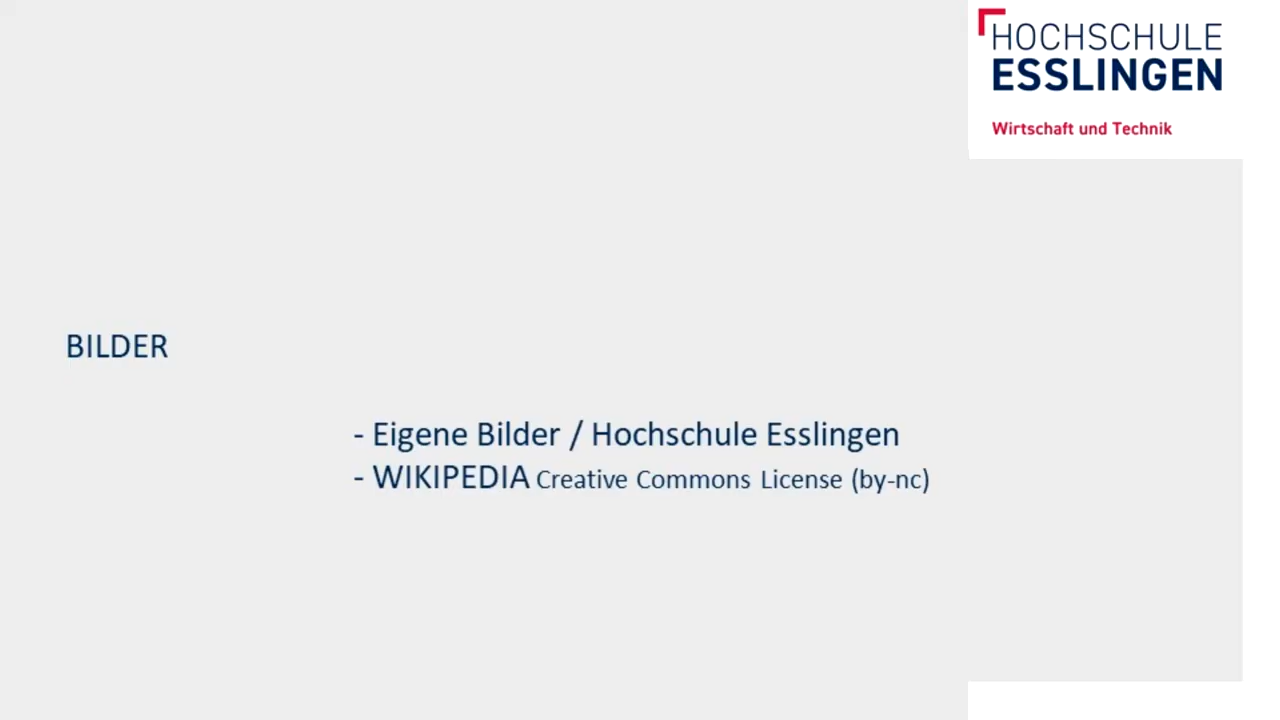 HOCHSCHULE
ESSLINGEN
Wirtschaft und Technik
BILDER
- Eigene Bilder / Hochschule Esslingen
- WIKIPEDIA Creative Commons License (by-nc)